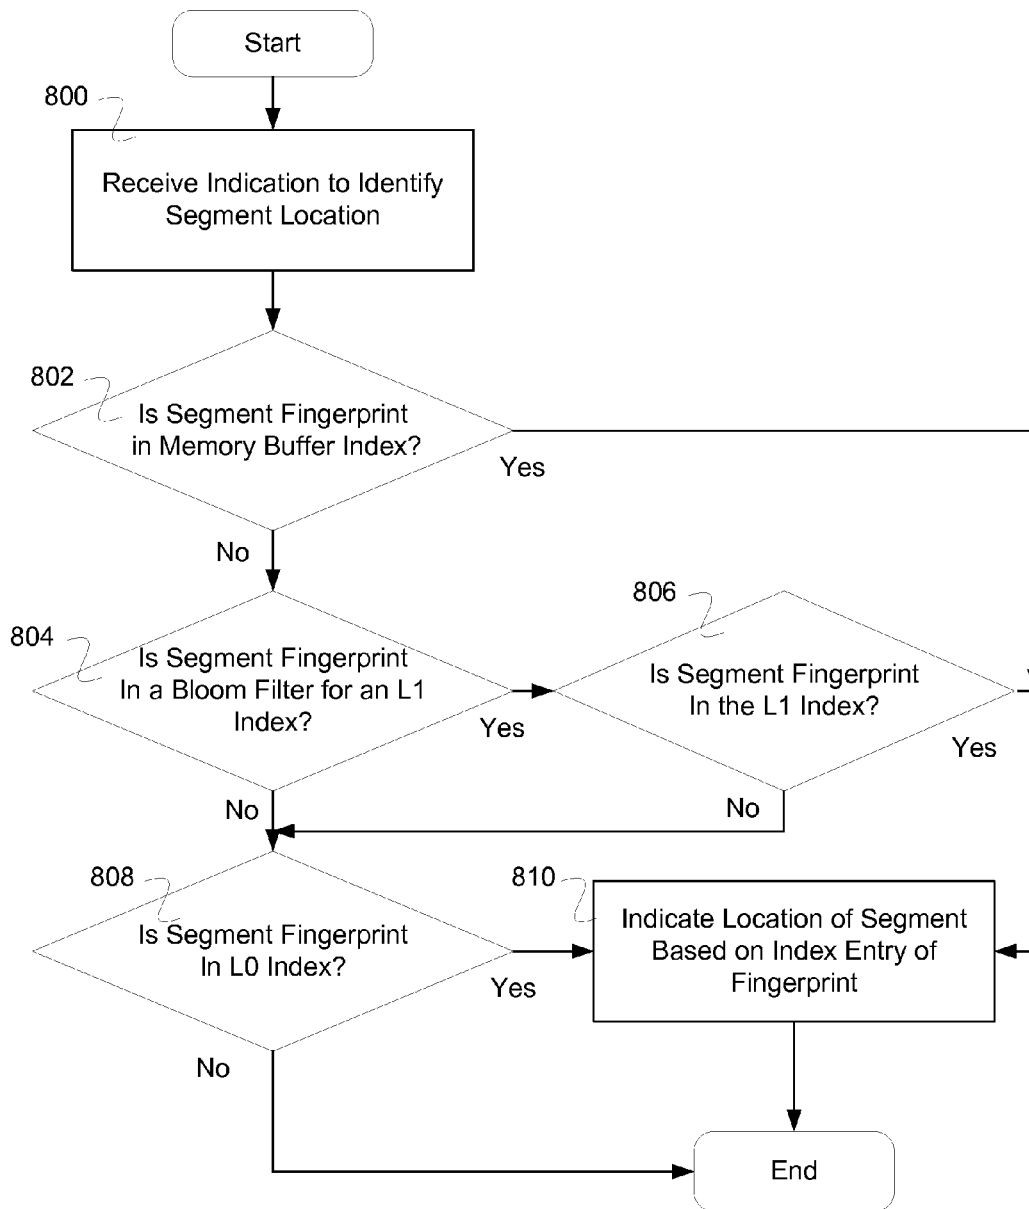 Start
800
Receive Indication to Identify
Segment Location
802
Is Segment Fingerprint
in Memory Buffer Index?
Yes
No
804
Is Segment Fingerprint
In a Bloom Filter for an L1
Index?
Yes
No
806
Is Segment Fingerprint
In the L1 Index?
Yes
No
808
Is Segment Fingerprint
In L0 Index?
Yes
No
810
Indicate Location of Segment
Based on Index Entry of
Fingerprint
End